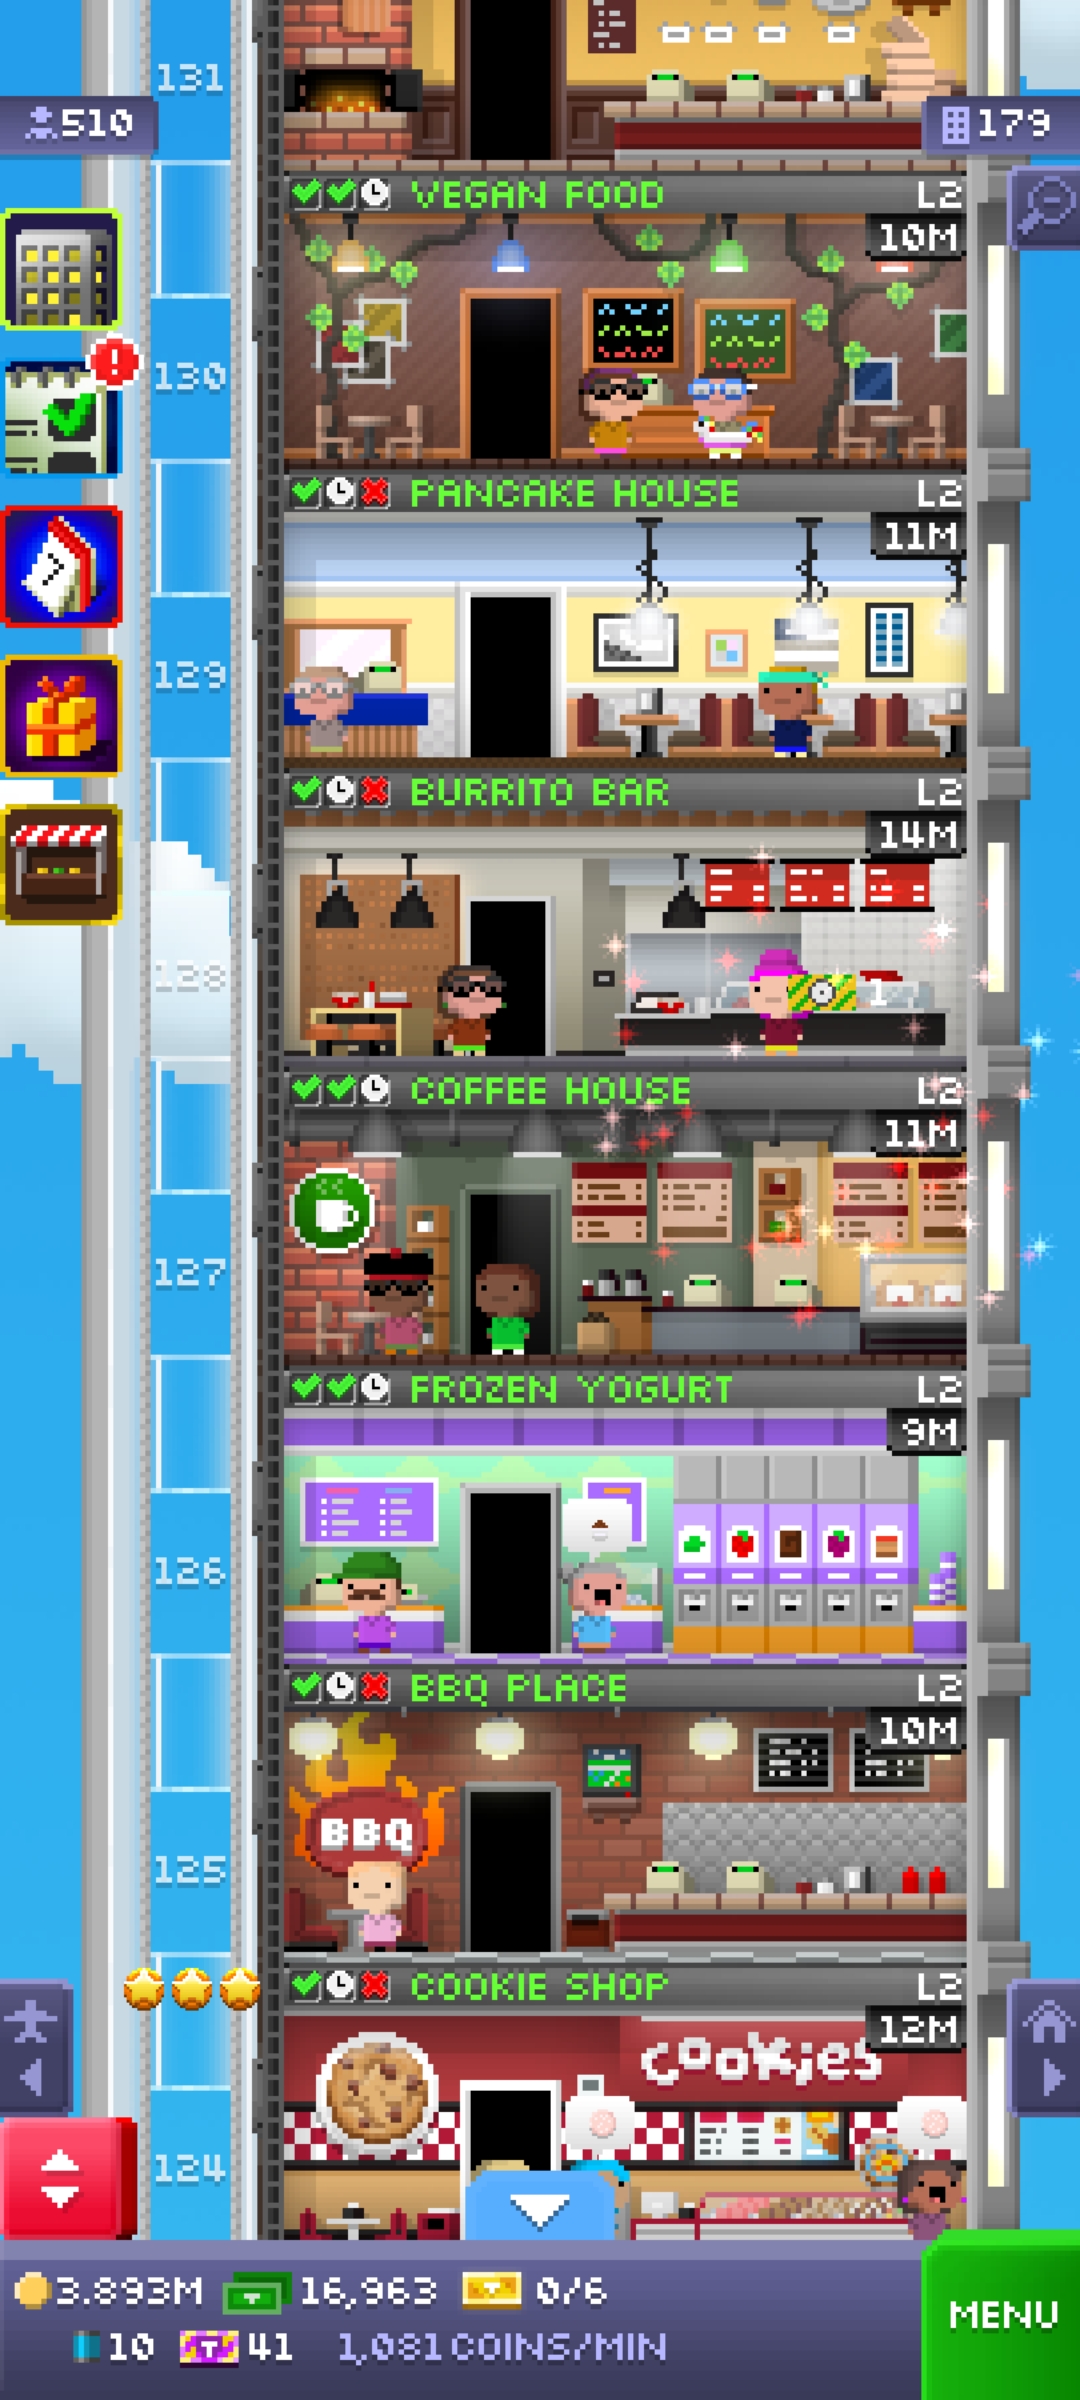 131
510
179
VEGAN FOOD L2
10M
130
PANCAKE HOUSE L2
11M
7
129
BURRITO BAR L2
14M
128
1
COFFEE HOUSE L2
11M
127
FROZEN YOGURT L2
9M
126
BBQ PLACE L2
10M
BBQ
125
COOKIE SHOP L2
12M
cookies
124
3.893M 16,963 0/6
MENU
10 T 41 1,081 COINS/MIN